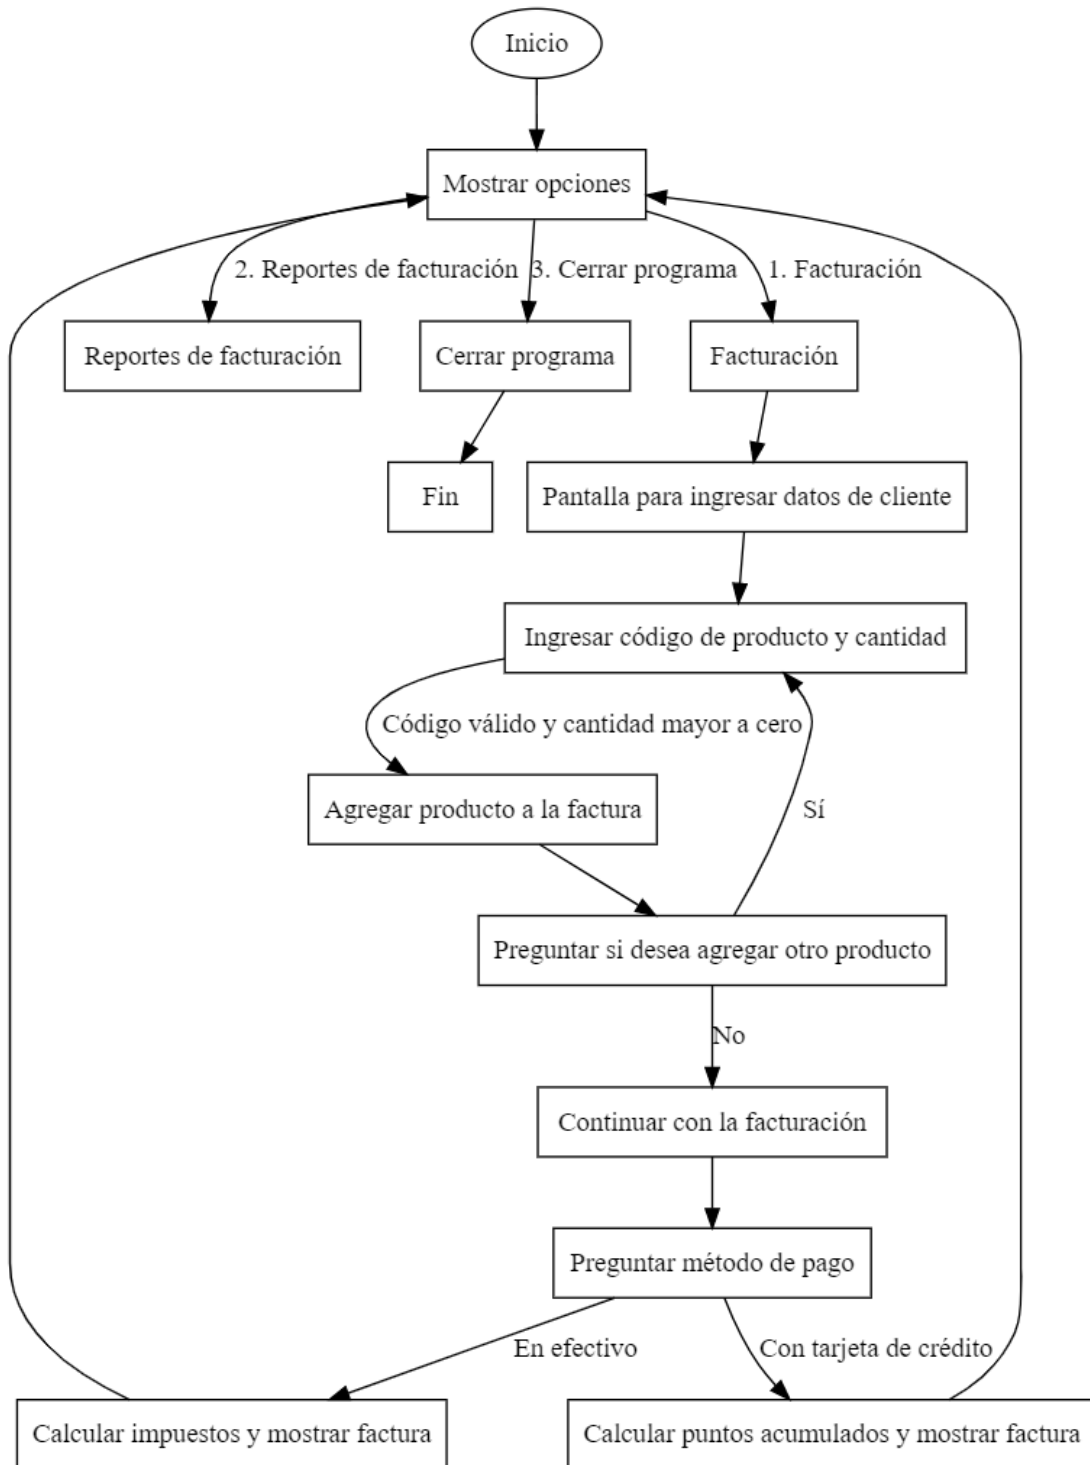 Inicio
Mostrar opciones
2. Reportes de facturación
3. Cerrar programa
1. Facturación
Reportes de facturación
Cerrar programa
Facturación
Fin
Pantalla para ingresar datos de cliente
Ingresar código de producto y cantidad
Código válido y cantidad mayor a cero
Agregar producto a la factura
Sí
Preguntar si desea agregar otro producto
No
Continuar con la facturación
Preguntar método de pago
En efectivo
Con tarjeta de crédito
Calcular impuestos y mostrar factura
Calcular puntos acumulados y mostrar factura